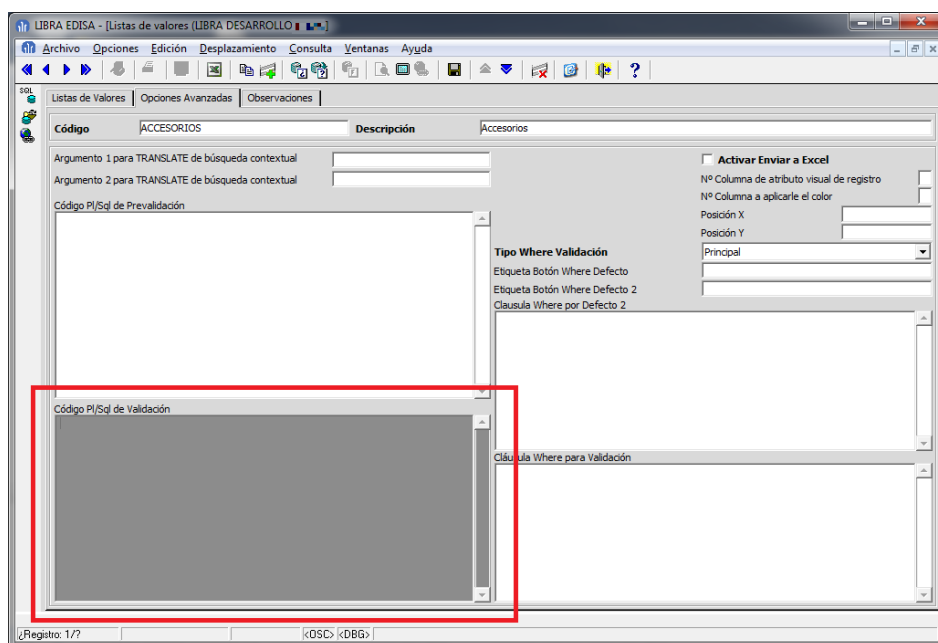 LIBRA EDISA - [Listas de valores (LIBRA DESARROLLO
Archivo Opciones Edición Desplazamiento Consulta Ventanas Ayuda
SQL
Listas de Valores Opciones Avanzadas Observaciones
Código ACCESORIOS Descripción Accesorios
Argumento 1 para TRANSLATE de búsqueda contextual
Activar Enviar a Excel
Argumento 2 para TRANSLATE de búsqueda contextual
Nº Columna de atributo visual de registro
Nº Columna a aplicarle el color
Código Pl/Sql de Prevalidación
Posición X
Posición Y
Tipo Where Validación Principal
Etiqueta Botón Where Defecto
Etiqueta Botón Where Defecto 2
Clausula Where por Defecto 2
Código Pl/Sql de Validación
Cláusula Where para Validación
¿Registro: 1/? <OSC> <DBG>